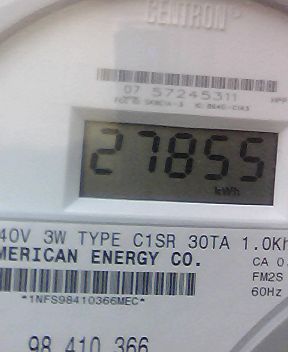 CENTRON®
07 57245311
27855
kWh
40V 3W TYPE C1SR 30TA 1.0Kh
MERICAN ENERGY CO.
CA 0.
FM2S
60Hz
*1NFS98410366MEC*
98 410 366